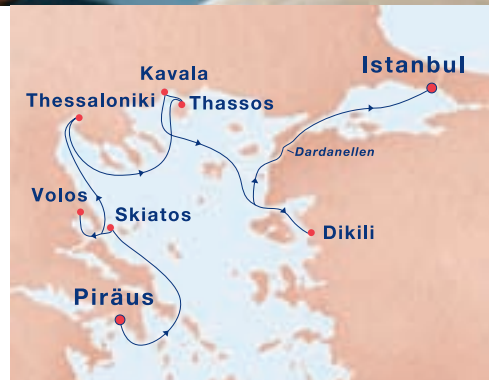 Istanbul
Kavala
Thessaloniki
Thassos
Dardanellen
Volos
Skiatos
Dikili
Piräus